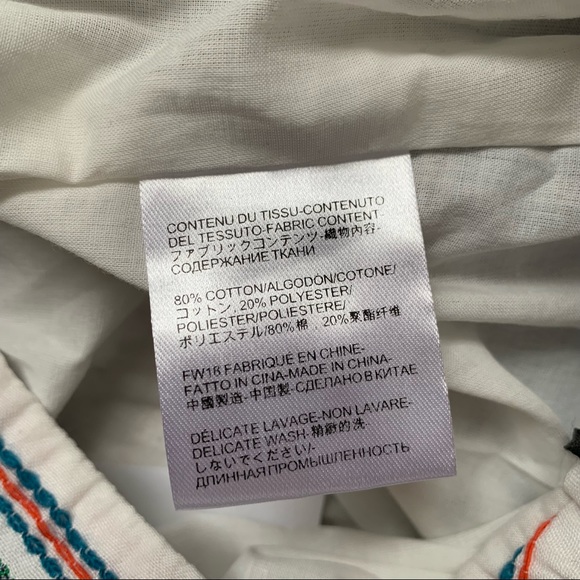 CONTENU DU TISSU-CONTENUTO
DEL TESSUTO-FABRIC CONTENT-
ファブリックコンテンツ-織物内容-
СОДЕРЖАНИЕ ТКАНИ
80% COTTON/ALGODON/COTONE/
コットン, 20% POLYESTER/
POLIESTER/POLIESTERE/
ポリエステル/80%棉, 20%聚酯纤维
FW18 FABRIQUE EN CHINE-
FATTO IN CINA-MADE IN CHINA-
中國製造-中国製-СДЕЛАНО В КИТАЕ
DÉLICATE LAVAGE-NON LAVARE-
DELICATE WASH-精緻的洗-
しないでください-
ДЛИННАЯ ПРОМЫШЛЕННОСТЬ